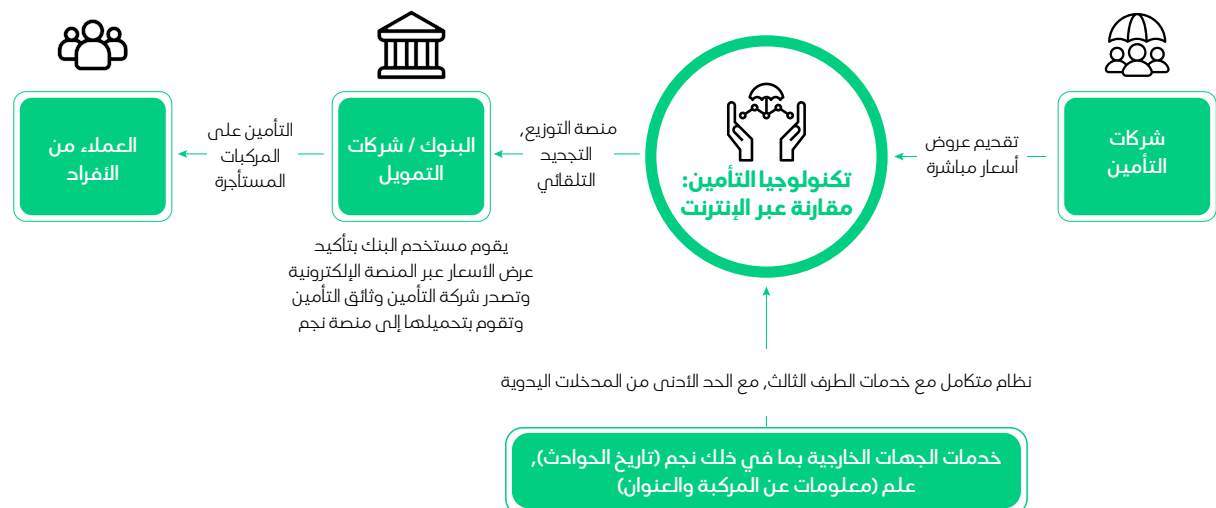 شركات
التأمين
تقديم عروض
أسعار مباشرة
تكنولوجيا التأمين:
مقارنة عبر الإنترنت
منصة التوزيع,
التجديد
التلقائي
البنوك / شركات
التمويل
يقوم مستخدم البنك بتأكيد
عرض الأسعار عبر المنصة الإلكترونية
وتصدر شركة التأمين وثائق التأمين
وتقوم بتحميلها إلى منصة نجم
التأمين على
المركبات
المستأجرة
العملاء من
الأفراد
نظام متكامل مع خدمات الطرف الثالث, مع الحد الأدنى من المدخلات اليدوية
خدمات الجهات الخارجية بما في ذلك نجم (تاريخ الحوادث),
علم (معلومات عن المركبة والعنوان)